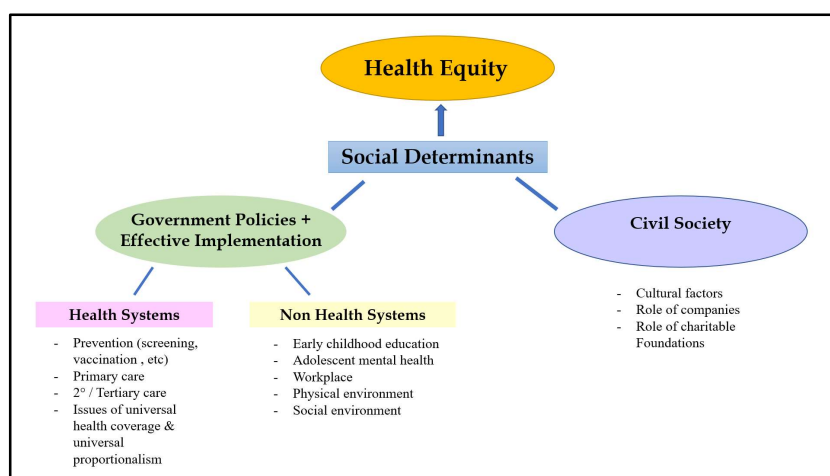 Health Equity
Social Determinants
Government Policies +
Effective Implementation
Civil Society
Health Systems
- Prevention (screening,
vaccination , etc)
- Primary care
- 2° / Tertiary care
- Issues of universal
health coverage &
universal
proportionalism
Non Health Systems
- Early childhood education
- Adolescent mental health
- Workplace
- Physical environment
- Social environment
- Cultural factors
- Role of companies
- Role of charitable
Foundations